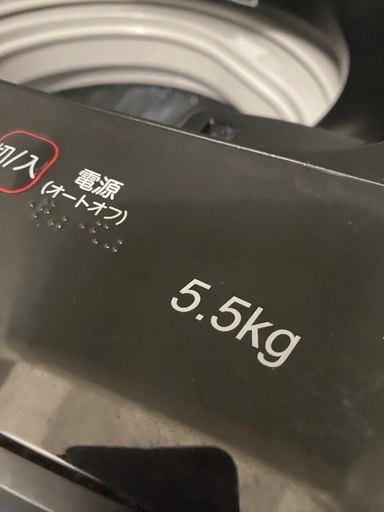 切/入
電源
(オートオフ)
5.5kg